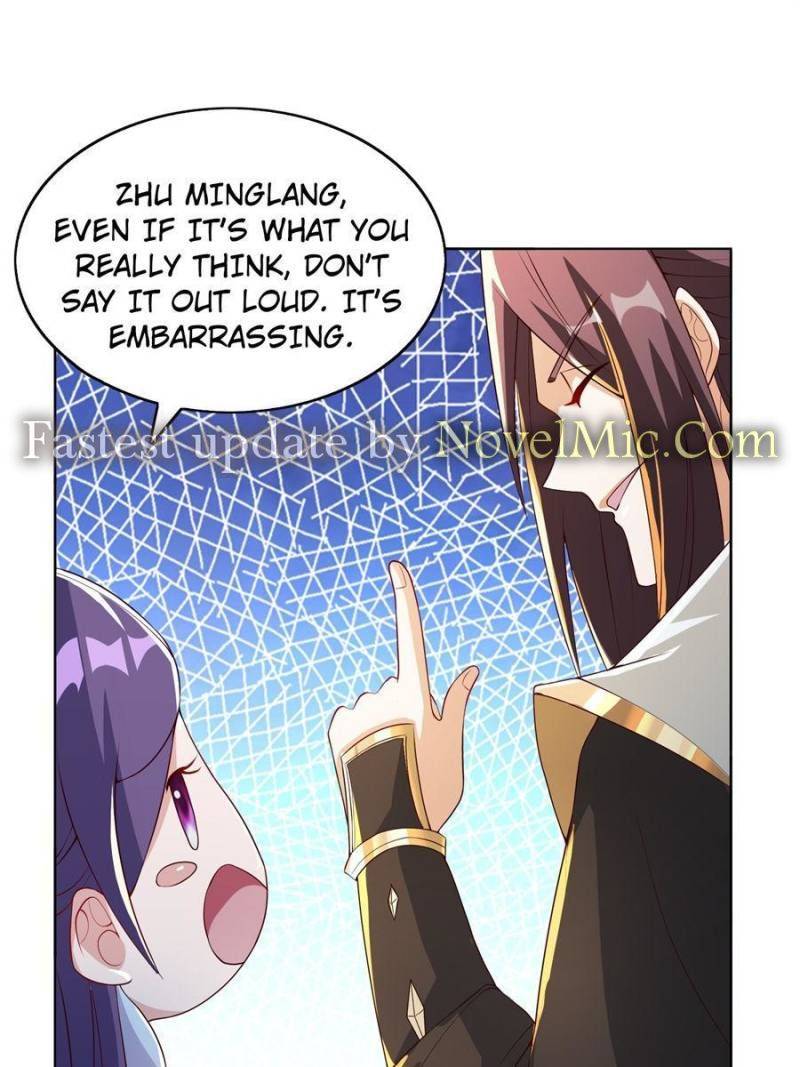 ZHU MINGLANG,
EVEN IF IT'S WHAT YOU
REALLY THINK, DON'T
SAY IT OUT LOUD. IT'S
EMBARRASSING.
Fastest update by NovelMic.Com